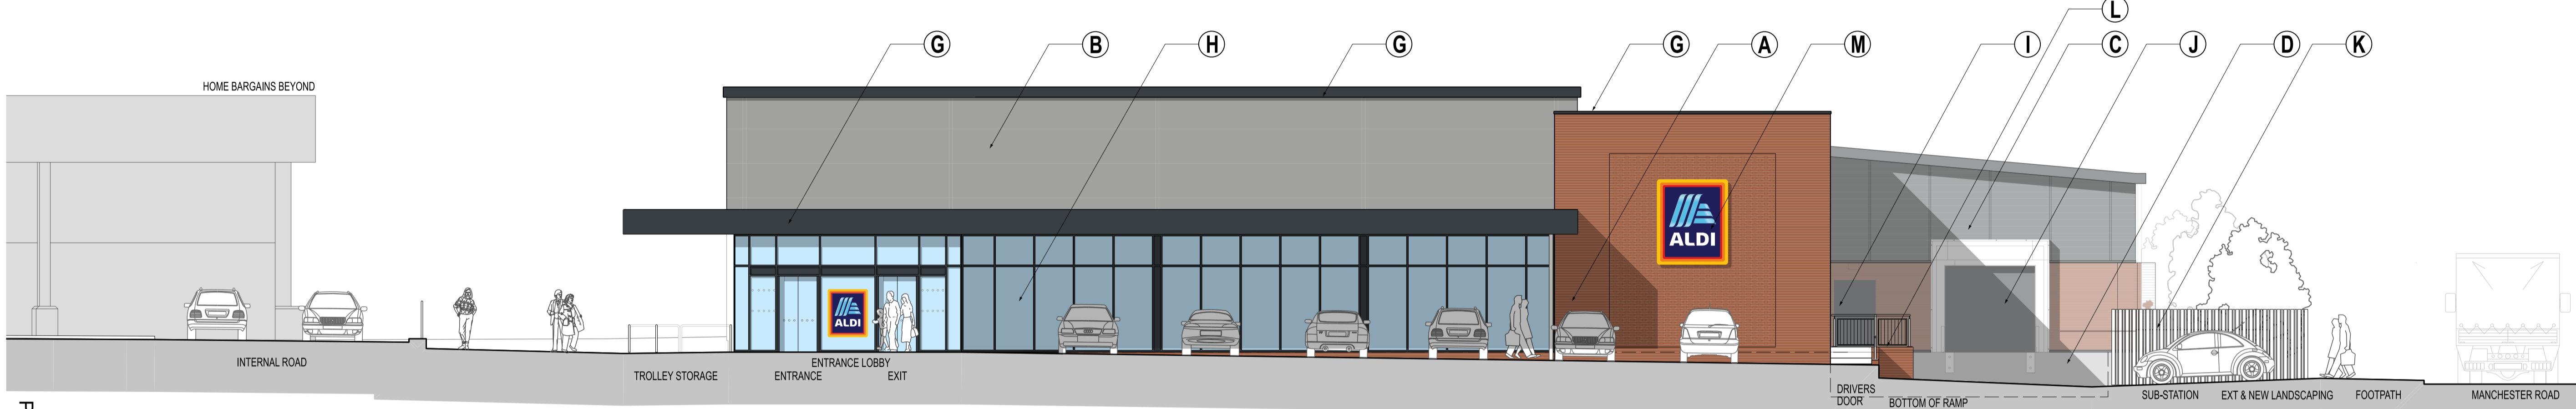 L
G
B
H
G
G
A
M
I
C
J
D
K
HOME BARGAINS BEYOND
ALDI
ALDI
INTERNAL ROAD
TROLLEY STORAGE
ENTRANCE LOBBY
ENTRANCE
EXIT
DRIVERS
DOOR
BOTTOM OF RAMP
SUB-STATION
EXT & NEW LANDSCAPING
FOOTPATH
MANCHESTER ROAD